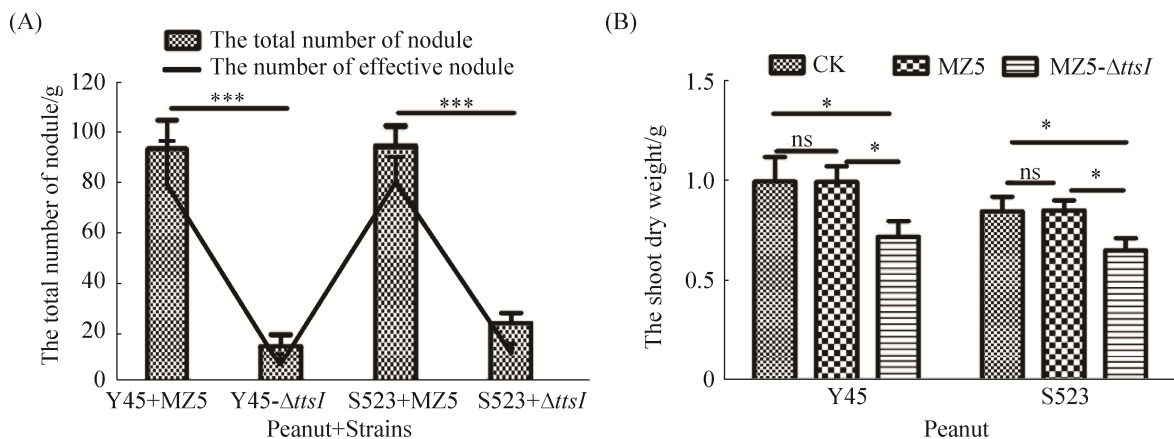 (A)
The total number of nodule
The number of effective nodule
The total number of nodule/g
120
100
80
60
40
20
0
***
***
Y45+MZ5
Y45-ΔttsI
S523+MZ5
S523+ΔttsI
Peanut+Strains
(B)
CK
MZ5
MZ5-ΔttsI
The shoot dry weight/g
1.5
1.0
0.5
0
*
ns
*
*
ns
*
Y45
S523
Peanut